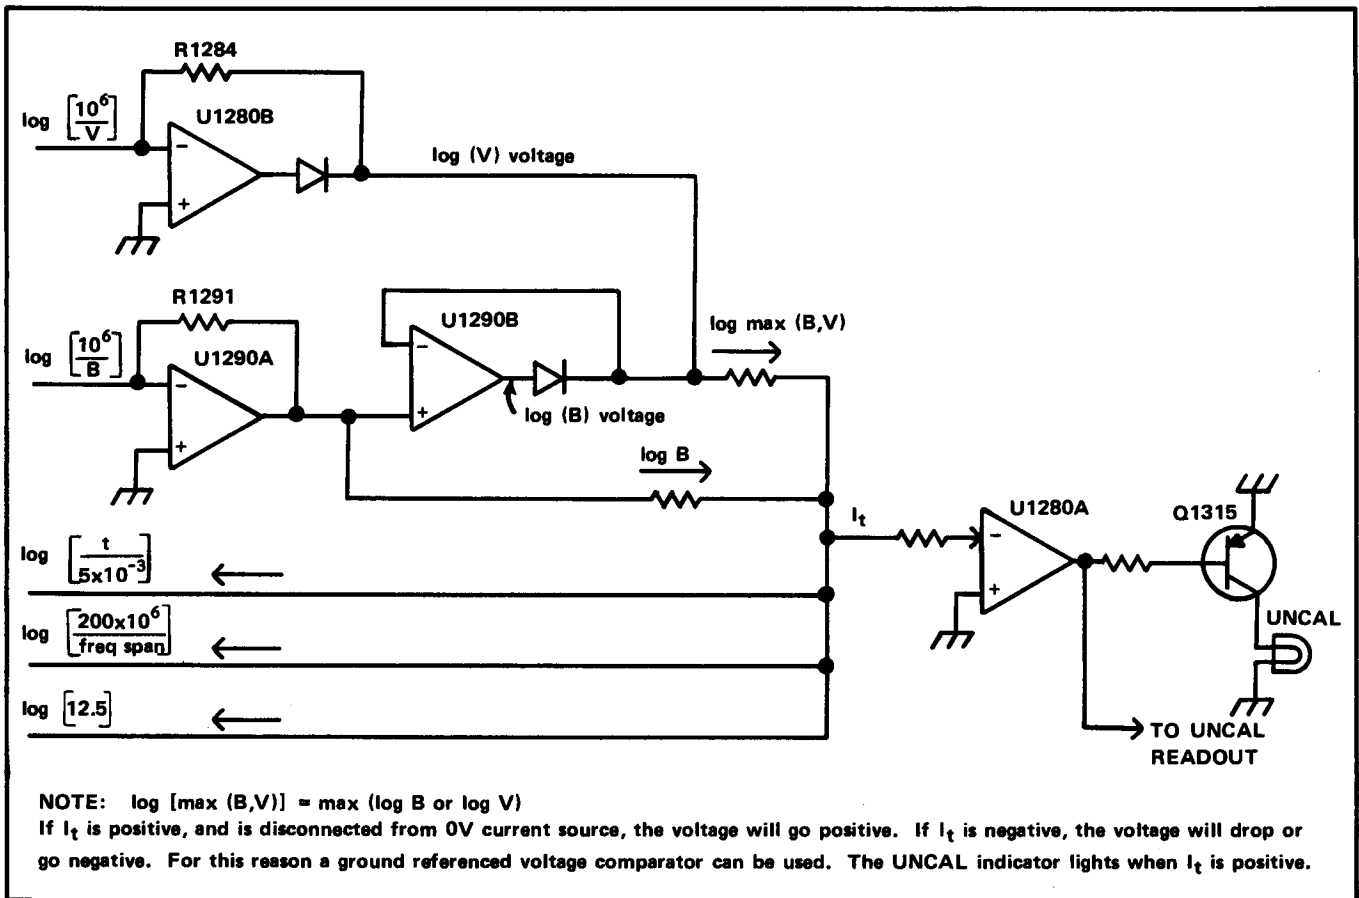 R1284
log [10⁶/V]
U1280B
−
+
log (V) voltage
R1291
log [10⁶/B]
U1290A
−
+
U1290B
−
+
log (B) voltage
log max (B,V)
log B
log [t/5x10⁻³]
log [200x10⁶/freq span]
log [12.5]
Iₜ
U1280A
−
+
Q1315
UNCAL
TO UNCAL
READOUT
NOTE: log [max (B,V)] = max (log B or log V)
If Iₜ is positive, and is disconnected from 0V current source, the voltage will go positive. If Iₜ is negative, the voltage will drop or
go negative. For this reason a ground referenced voltage comparator can be used. The UNCAL indicator lights when Iₜ is positive.